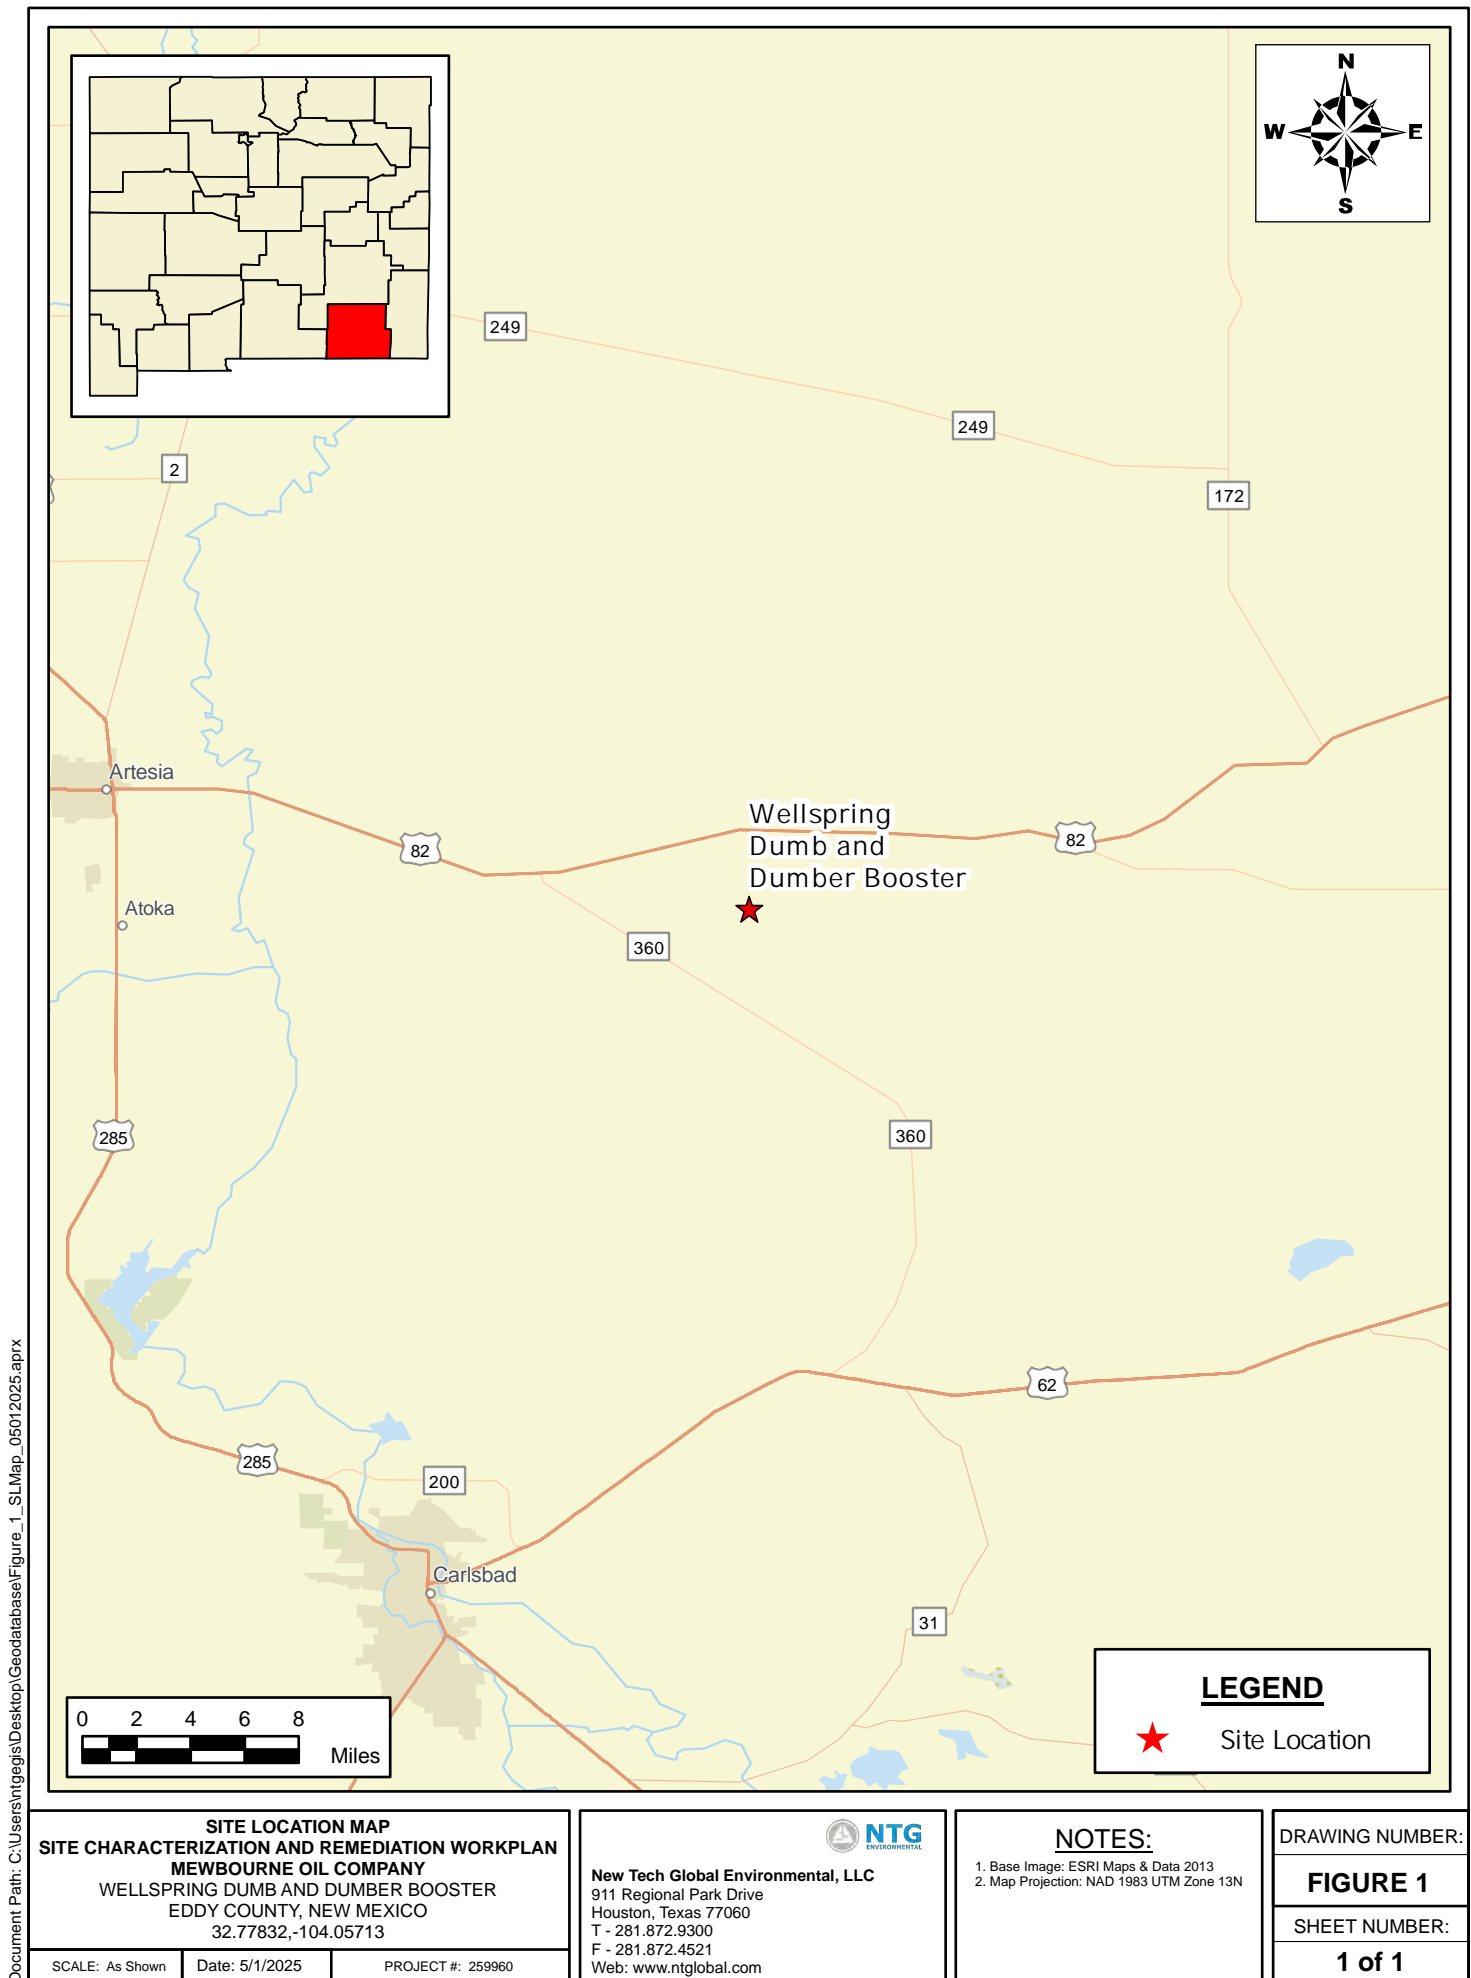 N
W
E
S
249
249
2
172
Artesia
82
Wellspring
Dumb and
Dumber Booster
82
Atoka
360
285
360
62
285
200
Carlsbad
31
0 2 4 6 8
Miles
LEGEND
Site Location
Document Path: C:\Users\ntgegis\Desktop\Geodatabase\Figure_1_SLMap_05012025.aprx
SITE LOCATION MAP
SITE CHARACTERIZATION AND REMEDIATION WORKPLAN
MEWBOURNE OIL COMPANY
WELLSPRING DUMB AND DUMBER BOOSTER
EDDY COUNTY, NEW MEXICO
32.77832,-104.05713
SCALE: As Shown
Date: 5/1/2025
PROJECT #: 259960
NTG
ENVIRONMENTAL
New Tech Global Environmental, LLC
911 Regional Park Drive
Houston, Texas 77060
T - 281.872.9300
F - 281.872.4521
Web: www.ntglobal.com
NOTES:
1. Base Image: ESRI Maps & Data 2013
2. Map Projection: NAD 1983 UTM Zone 13N
DRAWING NUMBER:
FIGURE 1
SHEET NUMBER:
1 of 1